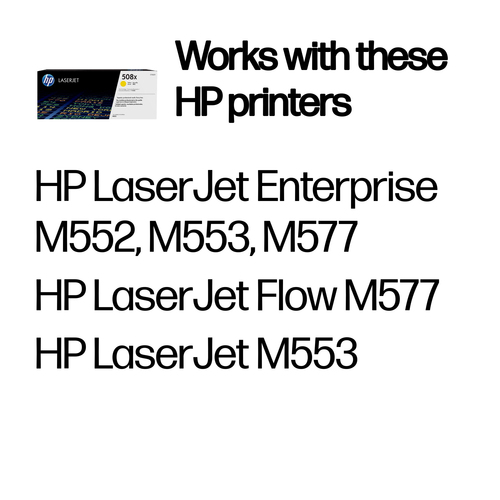 Works with these
HP printers
hp
LASERJET
508x
HP LaserJet Enterprise
M552, M553, M577
HP LaserJet Flow M577
HP LaserJet M553